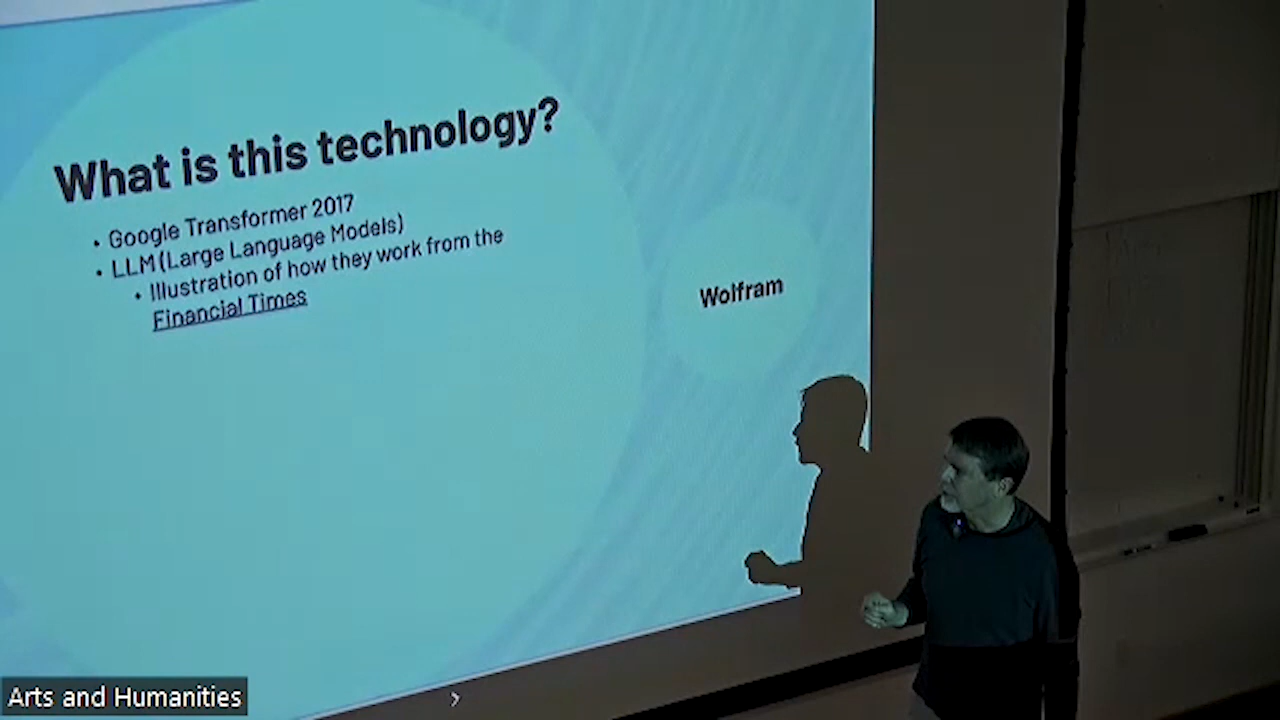 What is this technology?
• Google Transformer 2017
• LLM (Large Language Models)
• Illustration of how they work from the
Financial Times
Wolfram
Arts and Humanities